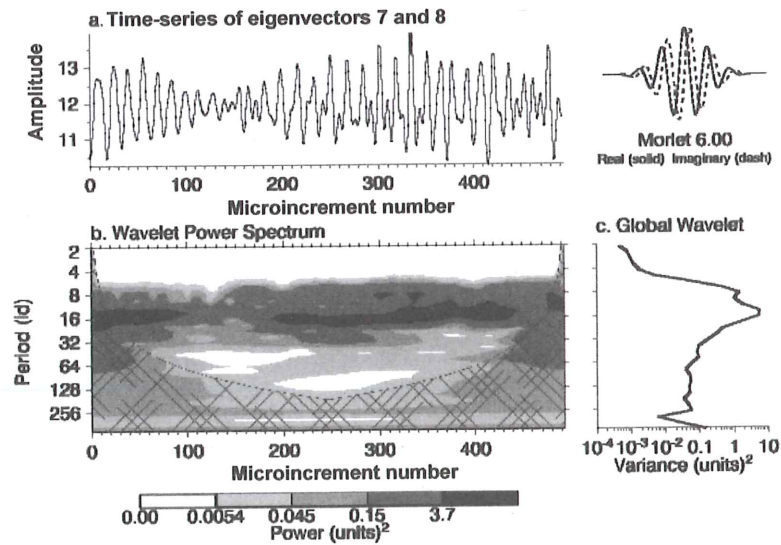 a. Time-series of eigenvectors 7 and 8
Amplitude
13
12
11
0 100 200 300 400
Microincrement number
Morlet 6.00
Real (solid) Imaginary (dash)
b. Wavelet Power Spectrum
Period (ld)
2
4
8
16
32
64
128
256
0 100 200 300 400
Microincrement number
0.00 0.0054 0.045 0.15 3.7
Power (units)²
c. Global Wavelet
10⁻⁴ 10⁻³ 10⁻² 0.1 1 10
Variance (units)²